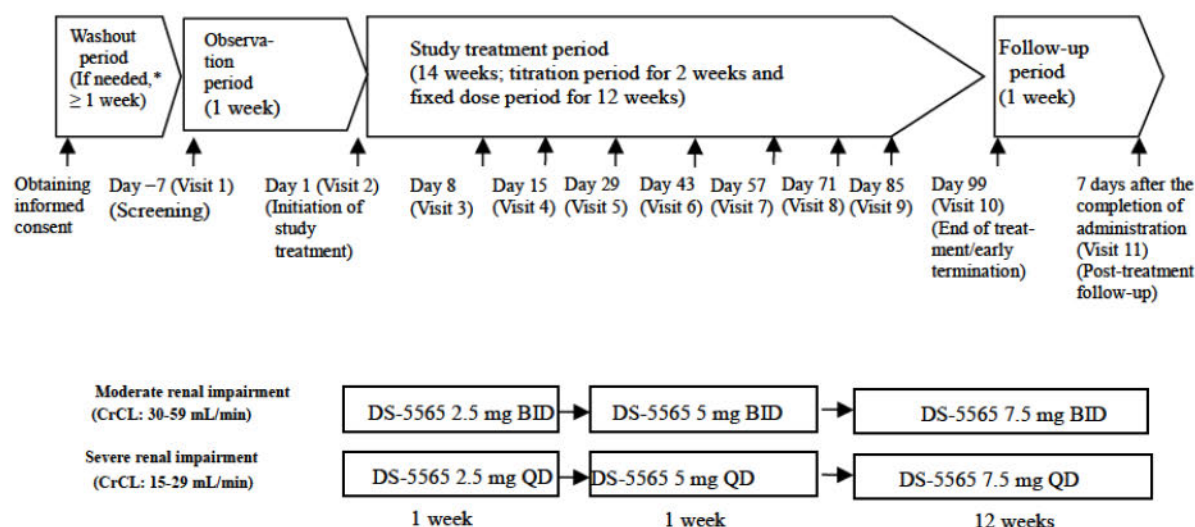 Washout
period
(If needed,*
≥ 1 week)
Observa-
tion
period
(1 week)
Study treatment period
(14 weeks; titration period for 2 weeks and
fixed dose period for 12 weeks)
Follow-up
period
(1 week)
Obtaining
informed
consent
Day –7 (Visit 1)
(Screening)
Day 1 (Visit 2)
(Initiation of
study
treatment)
Day 8
(Visit 3)
Day 15
(Visit 4)
Day 29
(Visit 5)
Day 43
(Visit 6)
Day 57
(Visit 7)
Day 71
(Visit 8)
Day 85
(Visit 9)
Day 99
(Visit 10)
(End of treat-
ment/early
termination)
7 days after the
completion of
administration
(Visit 11)
(Post-treatment
follow-up)
Moderate renal impairment
(CrCL: 30-59 mL/min)
DS-5565 2.5 mg BID
DS-5565 5 mg BID
DS-5565 7.5 mg BID
Severe renal impairment
(CrCL: 15-29 mL/min)
DS-5565 2.5 mg QD
DS-5565 5 mg QD
DS-5565 7.5 mg QD
1 week
1 week
12 weeks